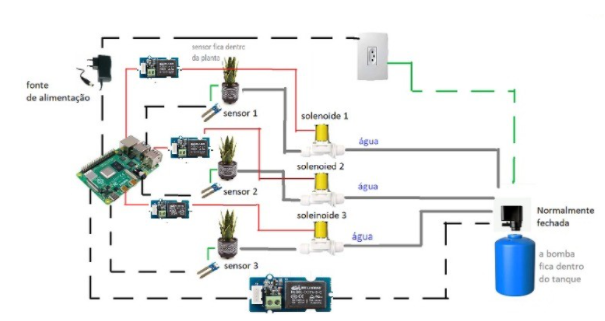 sensor fica dentro
da planta
fonte
de alimentação
sensor 1
solenoide 1
água
solenoied 2
água
sensor 2
soleinoide 3
água
Normalmente
fechada
a bomba
fica dentro
do tanque
sensor 3